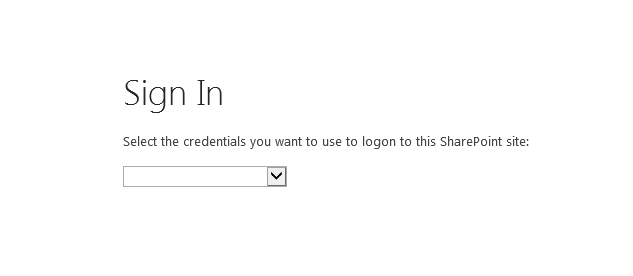 Sign In
Select the credentials you want to use to logon to this SharePoint site: